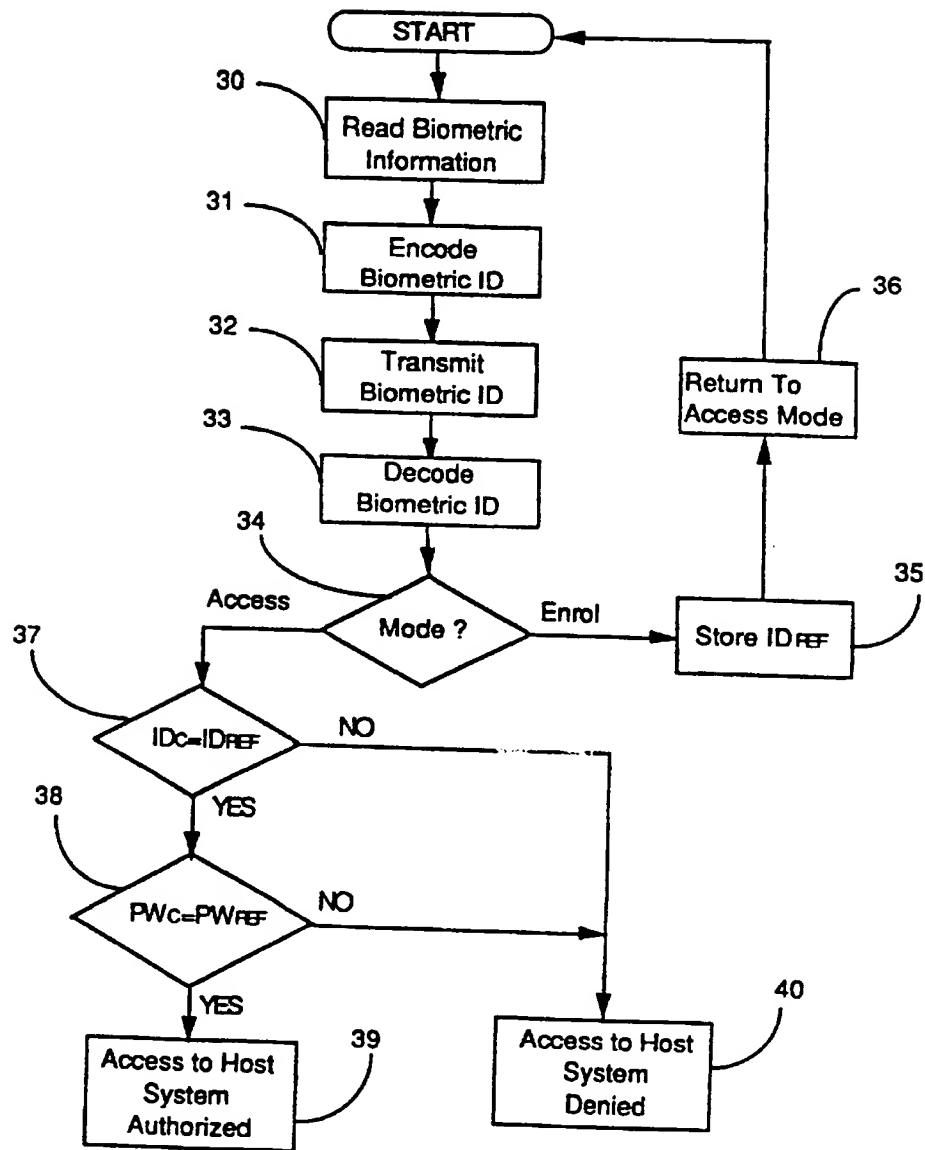 START
30
Read Biometric
Information
31
Encode
Biometric ID
32
Transmit
Biometric ID
36
Return To
Access Mode
33
Decode
Biometric ID
34
Mode ?
Access
Enrol
35
Store IDREF
37
IDC=IDREF
NO
YES
38
PWC=PWREF
NO
YES
39
Access to Host
System
Authorized
40
Access to Host
System
Denied